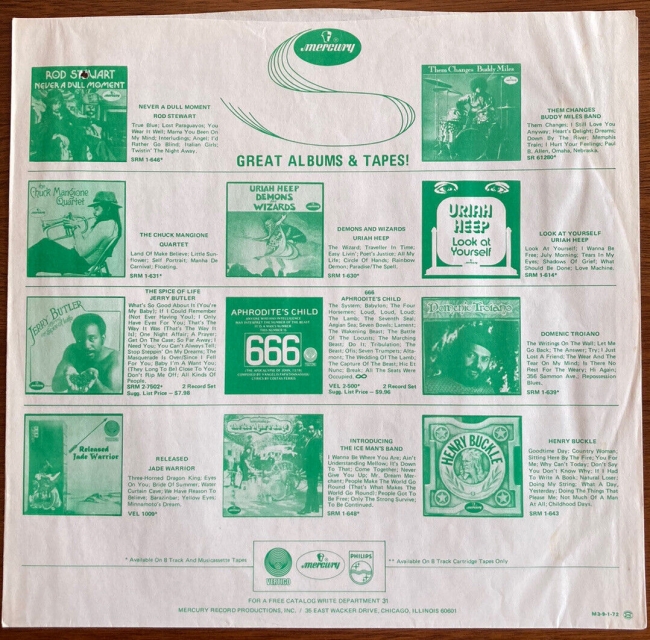 mercury
GREAT ALBUMS & TAPES!
ROD STEWART
NEVER A DULL MOMENT
NEVER A DULL MOMENT
ROD STEWART
True Blue; Lost Paraguayos; You
Wear It Well; Mama You Been On
My Mind; Interludings; Angel; I'd
Rather Go Blind; Italian Girls;
Twistin' The Night Away.
SRM 1-646*
Them Changes Buddy Miles
THEM CHANGES
BUDDY MILES BAND
Them Changes; I Still Love You
Anyway; Heart's Delight; Dreams;
Down By The River; Memphis
Train; I Hurt Your Feelings; Paul
B. Allen, Omaha, Nebraska.
SR 61280*
Chuck Mangione
Quartet
THE CHUCK MANGIONE
QUARTET
Land Of Make Believe; Little Sun-
flower; Self Portrait; Manha De
Carnival; Floating.
SRM 1-631*
URIAH HEEP
DEMONS
AND
WIZARDS
DEMONS AND WIZARDS
URIAH HEEP
The Wizard; Traveller In Time;
Easy Livin'; Poet's Justice; All My
Life; Circle Of Hands; Rainbow
Demon; Paradise/The Spell.
SRM 1-630*
URIAH
HEEP
Look at
Yourself
LOOK AT YOURSELF
URIAH HEEP
Look At Yourself; I Wanna Be
Free; July Morning; Tears In My
Eyes; Shadows Of Grief; What
Should Be Done; Love Machine.
SRM 1-614*
JERRY BUTLER
THE SPICE OF LIFE
JERRY BUTLER
What's So Good About It (You're
My Baby); If I Could Remember
(Not Ever Having You); I Only
Have Eyes For You; That's The
Way It Was (That's The Way It
Is); One Night Affair; A Prayer;
Get On The Case; So Far Away; I
Need You; You Can't Always Tell;
Stop Steppin' On My Dreams; The
Masquerade Is Over/Since I Fell
For You; Baby I'm A Want You;
(They Long To Be) Close To You;
Don't Rip Me Off; All Kinds Of
People.
SRM 2-7502* 2 Record Set
Sugg. List Price – $7.98
APHRODITE'S CHILD
666
666
APHRODITE'S CHILD
The System; Babylon; The Four
Horsemen; Loud, Loud, Loud;
The Lamb; The Seventh Seal;
Aegian Sea; Seven Bowls; Lament;
The Wakening Beast; The Battle
Of The Locusts; The Marching
Beast; Do It; Tribulation; The
Beast; Ofis; Seven Trumpets; Alta-
mont; The Wedding Of The Lamb;
The Capture Of The Beast; Hic Et
Nunc; Break; All The Seats Were
Occupied. ∞
VEL 2-500* 2 Record Set
Sugg. List Price – $9.96
Domenic Troiano
DOMENIC TROIANO
The Writings On The Wall; Let Me
Go Back; The Answer; Try; I Just
Lost A Friend; The Wear And The
Tear On My Mind; Is There No
Rest For The Weary; Hi Again;
356 Sammon Ave.; Repossession
Blues.
SRM 1-639*
Released
Jade Warrior
RELEASED
JADE WARRIOR
Three-Horned Dragon King; Eyes
On You; Bride Of Summer; Water
Curtain Cave; We Have Reason To
Believe; Barazinbar; Yellow Eyes;
Minnamoto's Dream.
VEL 1009*
INTRODUCING
THE ICE MAN'S BAND
I Wanna Be Where You Are; Ain't
Understanding Mellow; It's Down
To That; Come Together; Never
Give You Up; Mr. Dream Mer-
chant; People Make The World Go
Round (That's What Makes The
World Go Round); People Got To
Be Free; Only The Strong Survive;
To Be Continued.
SRM 1-648*
HENRY BUCKLE
HENRY BUCKLE
Goodtime Day; Country Woman;
Sitting Here By The Fire; You For
Me; Why Can't Today; Don't Say
You Don't Know Why; If I Had
To Write A Book; Natural Lover;
Doing My String; What A Day,
Yesterday; Doing The Things That
Please Me; Not Much Of A Man
At All; Childhood Days.
SRM 1-643
* Available On 8 Track And Musicassette Tapes
VERTIGO
mercury
PHILIPS
** Available On 8 Track Cartridge Tapes Only
FOR A FREE CATALOG WRITE DEPARTMENT 31
MERCURY RECORD PRODUCTIONS, INC. / 35 EAST WACKER DRIVE, CHICAGO, ILLINOIS 60601
M3-9-1-72